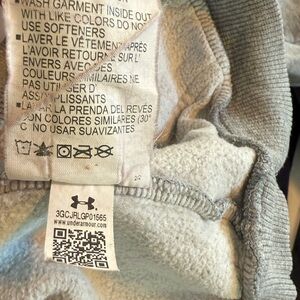 WASH GARMENT INSIDE OUT
WITH LIKE COLORS DO NOT
USE SOFTENERS
▪LAVER LE VÊTEMENT APRÈS
L'AVOIR RETOURNÉ SUR L'
ENVERS AVEC DES
COULEURS SIMILAIRES NE
PAS UTILISER D'
ASSOUPLISSANTS
LA PRENDA DEL REVÉS
CON COLORES SIMILARES (30°
C NO USAR SUAVIZANTES
3GCJRLGP01665
www.underarmour.com